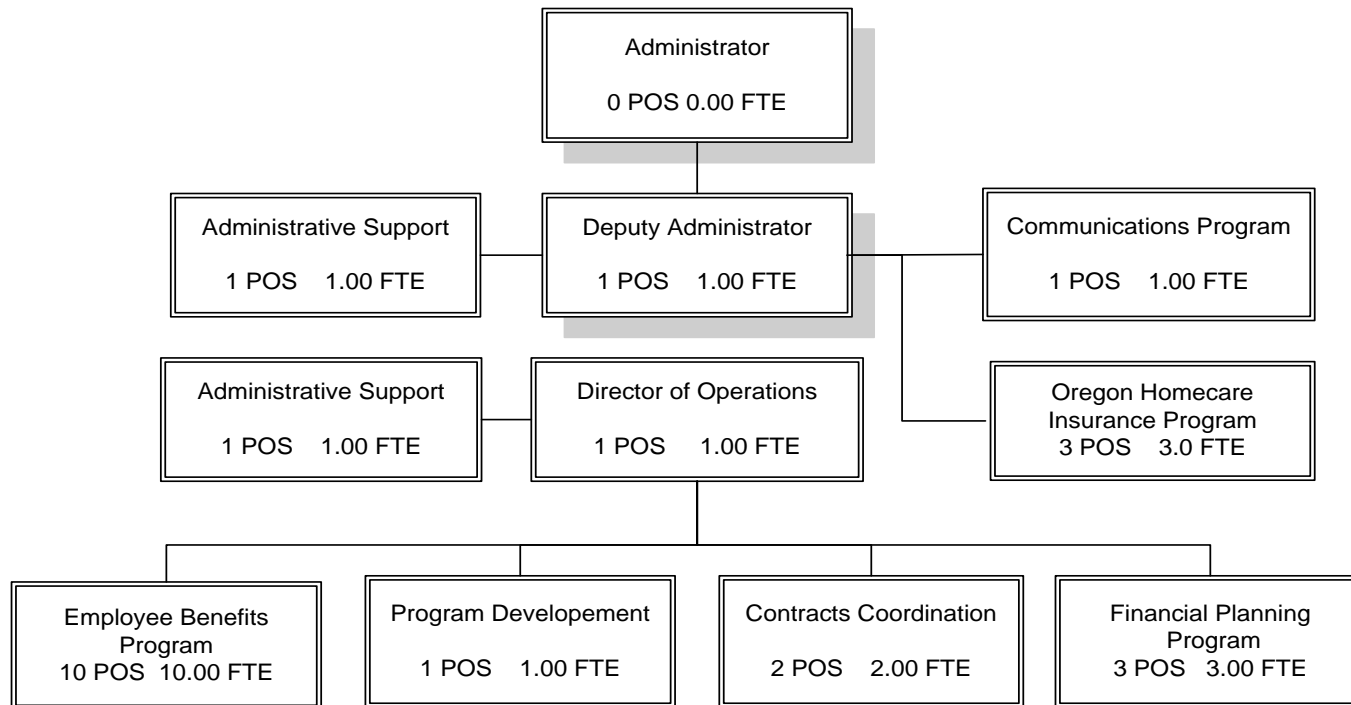 Administrator
0 POS 0.00 FTE
Administrative Support
1 POS 1.00 FTE
Deputy Administrator
1 POS 1.00 FTE
Communications Program
1 POS 1.00 FTE
Administrative Support
1 POS 1.00 FTE
Director of Operations
1 POS 1.00 FTE
Oregon Homecare
Insurance Program
3 POS 3.0 FTE
Employee Benefits
Program
10 POS 10.00 FTE
Program Developement
1 POS 1.00 FTE
Contracts Coordination
2 POS 2.00 FTE
Financial Planning
Program
3 POS 3.00 FTE